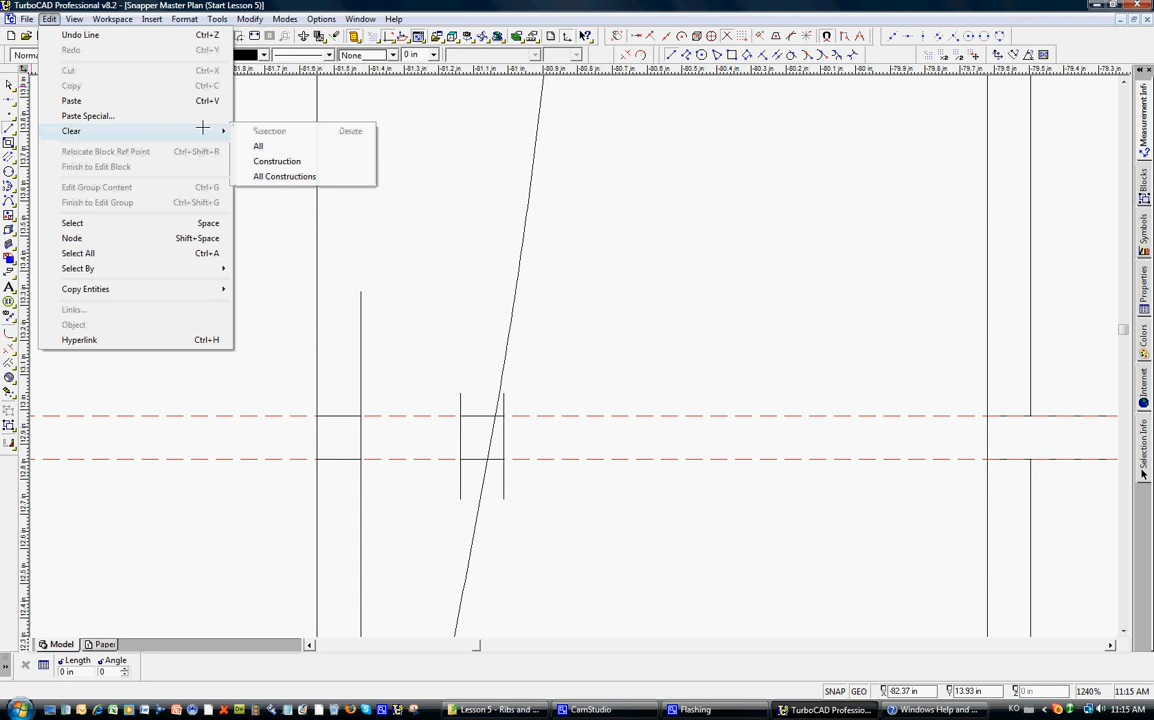 TurboCAD Professional v8.2 - [Snapper Master Plan (Start Lesson 5)]
File Edit View Workspace Insert Format Tools Modify Modes Options Window Help
Undo Line Ctrl+Z
Redo Ctrl+Y
Cut Ctrl+X
Copy Ctrl+C
Paste Ctrl+V
Paste Special...
Clear
Relocate Block Ref Point Ctrl+Shift+R
Finish to Edit Block
Edit Group Content Ctrl+G
Finish to Edit Group Ctrl+Shift+G
Select Space
Node Shift+Space
Select All Ctrl+A
Select By
Copy Entities
Links...
Object
Hyperlink Ctrl+H
Selection Delete
All
Construction
All Constructions
None 0 in
Measurement Info
Blocks
Symbols
Properties
Colors
Internet
Selection Info
Model Paper
Length Angle
0 in 0
SNAP GEO -82.37 in 13.93 in 0 in 1240% 11:15 AM
Lesson 5 - Ribs and ... CamStudio Flashing TurboCAD Professio... Windows Help and ... KO 11:15 AM